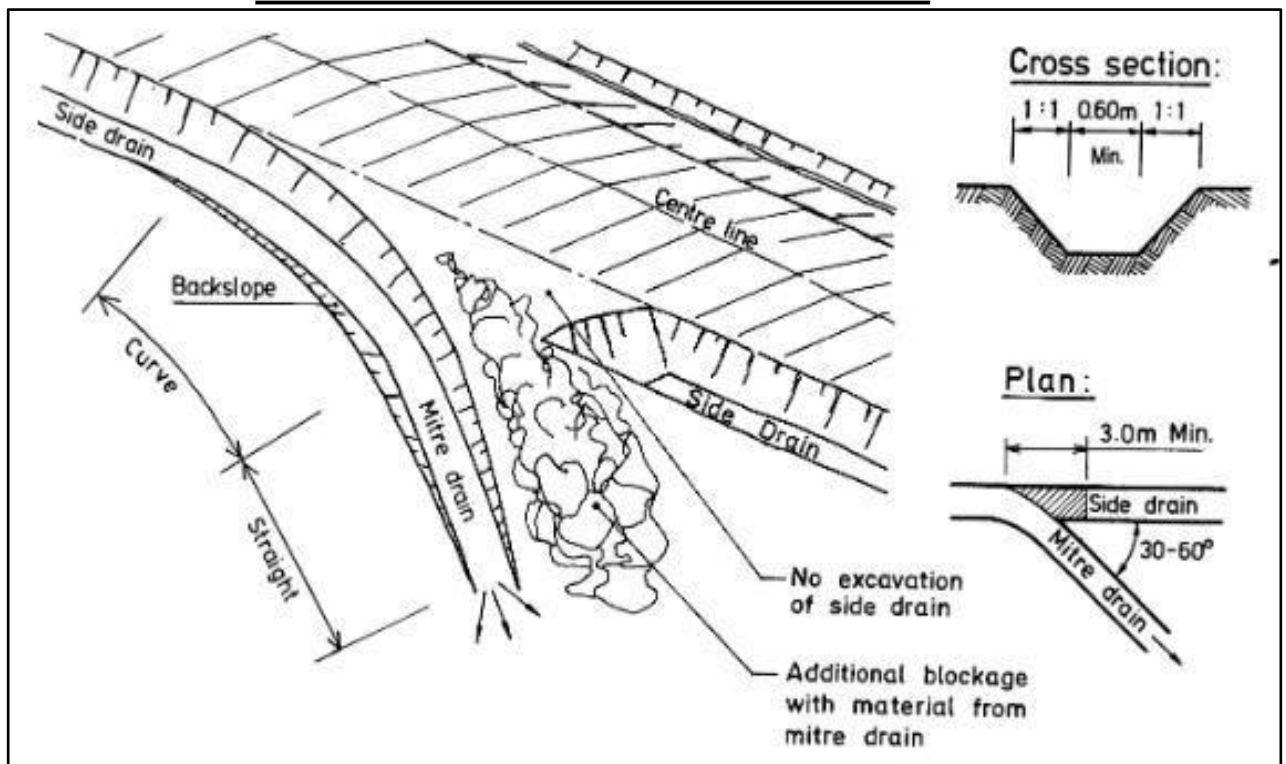 Side drain
Centre line
Backslope
Curve
Mitre drain
Straight
Side Drain
No excavation
of side drain
Additional blockage
with material from
mitre drain
Cross section:
1:1 0.60m 1:1
Min.
Plan:
3.0m Min.
Side drain
30-60°
Mitre drain